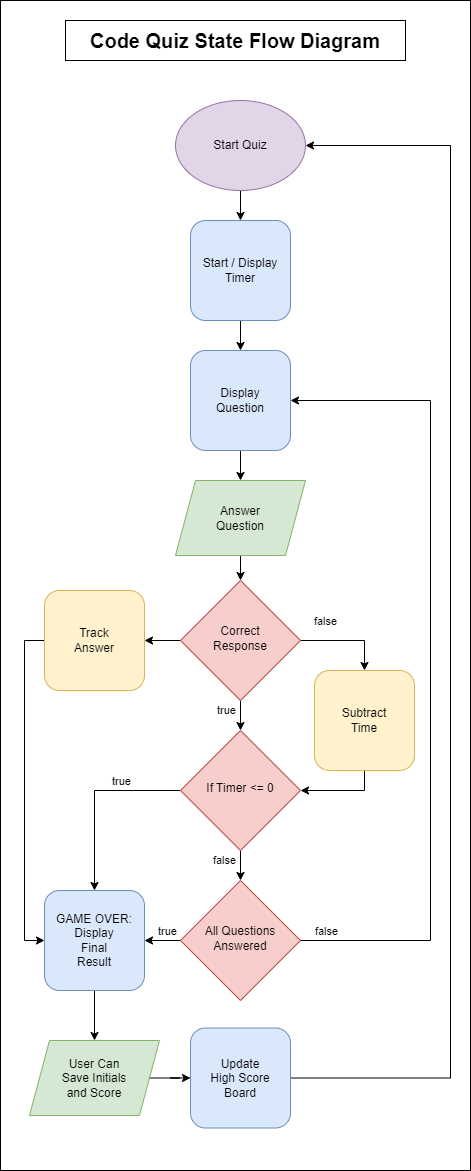 Code Quiz State Flow Diagram
Start Quiz
Start / Display
Timer
Display
Question
Answer
Question
Track
Answer
Correct
Response
false
true
Subtract
Time
If Timer <= 0
true
false
GAME OVER:
Display
Final
Result
true
All Questions
Answered
false
User Can
Save Initials
and Score
Update
High Score
Board